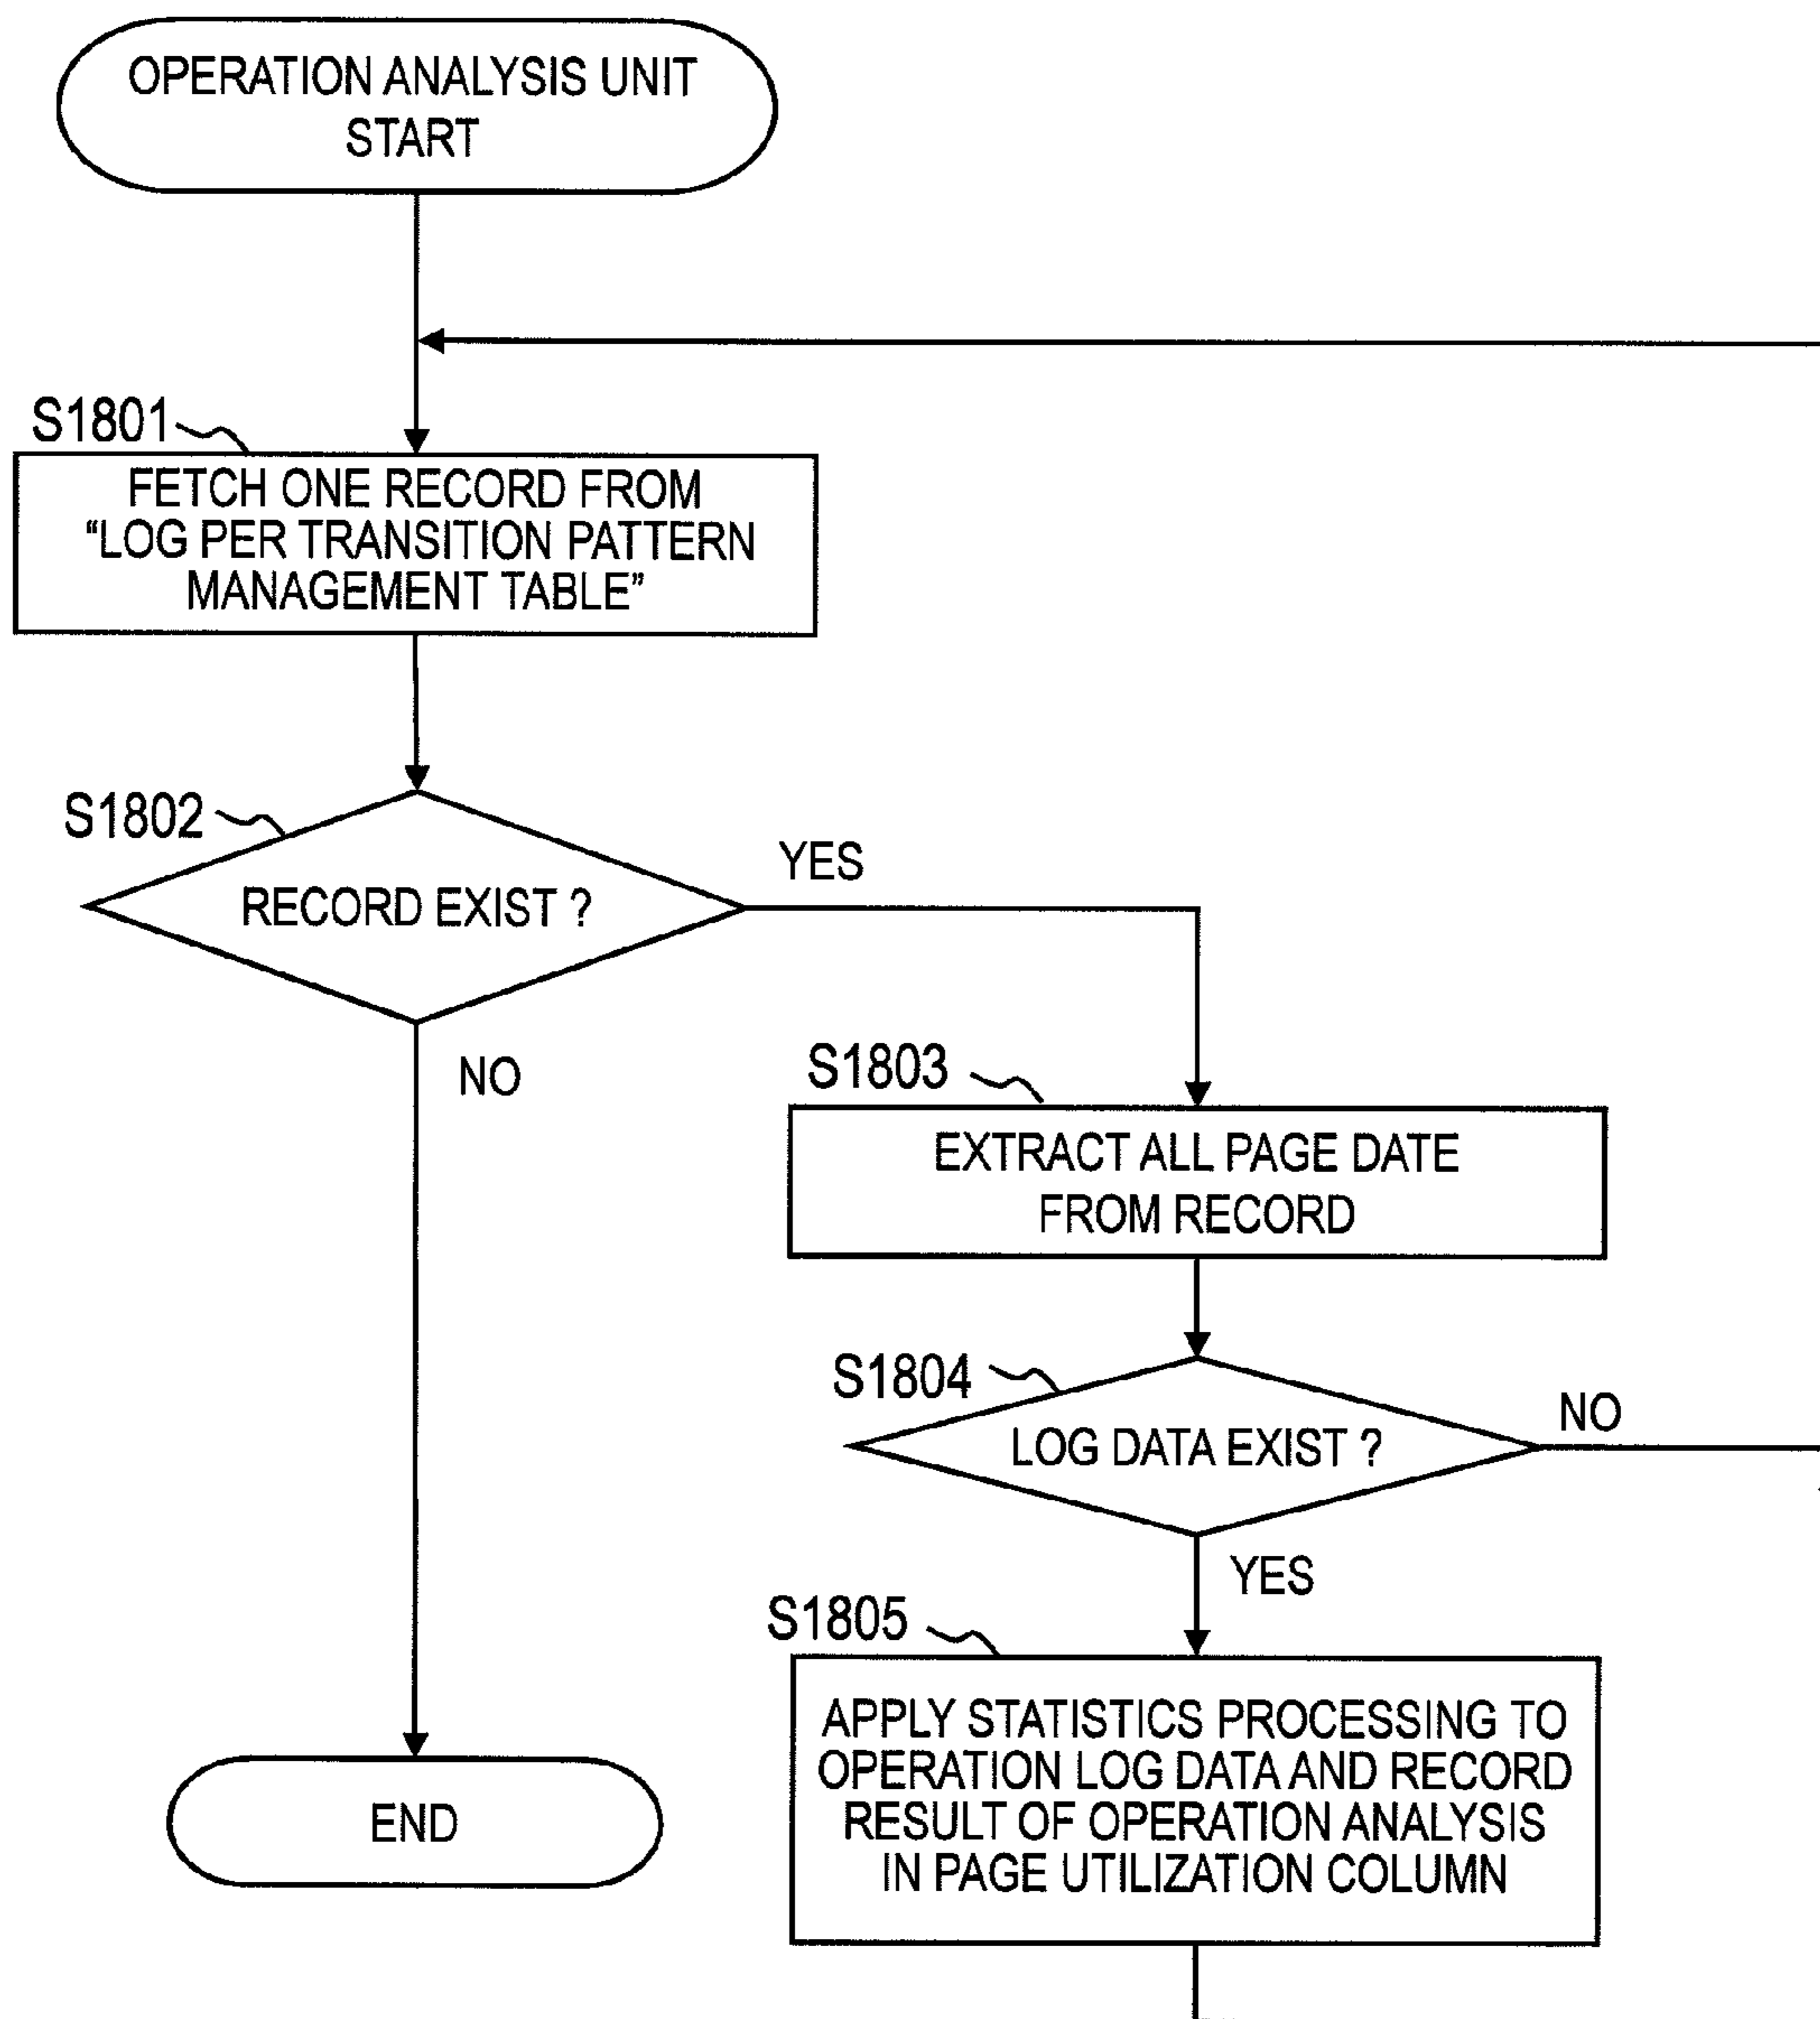 OPERATION ANALYSIS UNIT
START
S1801
FETCH ONE RECORD FROM
“LOG PER TRANSITION PATTERN
MANAGEMENT TABLE”
S1802
RECORD EXIST ?
YES
NO
S1803
EXTRACT ALL PAGE DATE
FROM RECORD
S1804
LOG DATA EXIST ?
NO
YES
S1805
APPLY STATISTICS PROCESSING TO
OPERATION LOG DATA AND RECORD
RESULT OF OPERATION ANALYSIS
IN PAGE UTILIZATION COLUMN
END